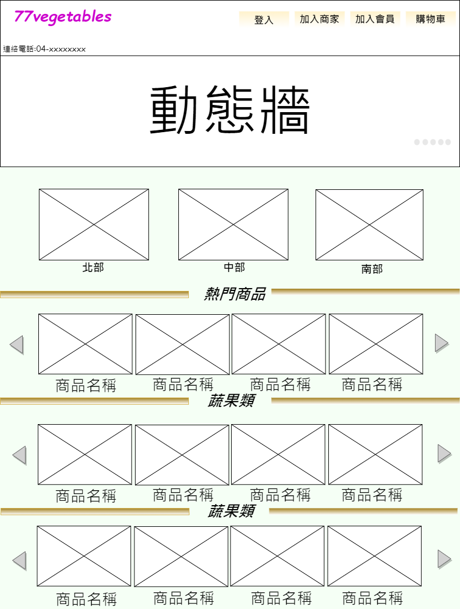 77vegetables
登入
加入商家
加入會員
購物車
連絡電話:04-xxxxxxxx
動態牆
北部
中部
南部
熱門商品
商品名稱
商品名稱
商品名稱
商品名稱
蔬果類
商品名稱
商品名稱
商品名稱
商品名稱
蔬果類
商品名稱
商品名稱
商品名稱
商品名稱